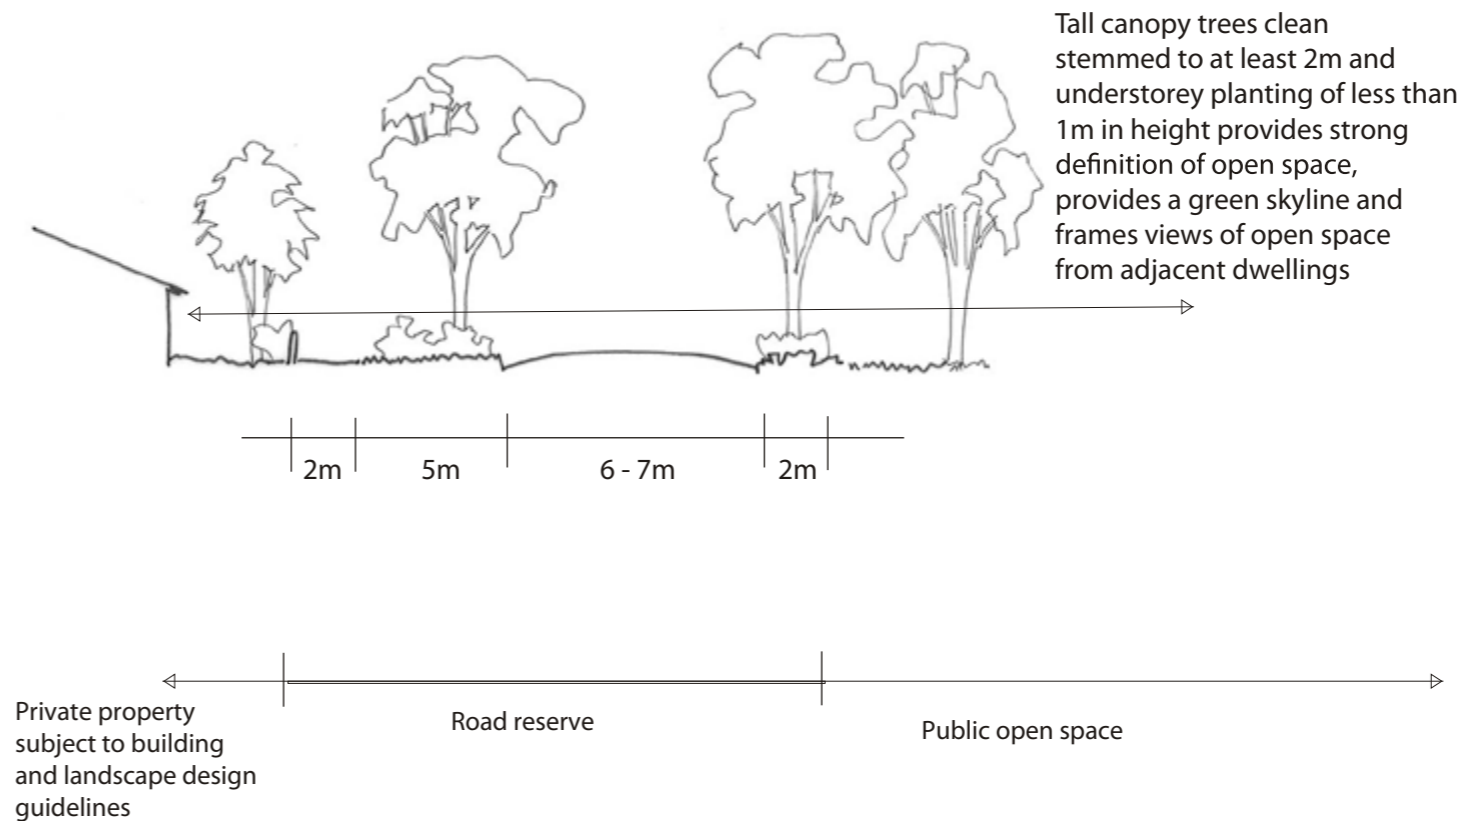 Tall canopy trees clean
stemmed to at least 2m and
understorey planting of less than
1m in height provides strong
definition of open space,
provides a green skyline and
frames views of open space
from adjacent dwellings
2m
5m
6 - 7m
2m
Private property
subject to building
and landscape design
guidelines
Road reserve
Public open space